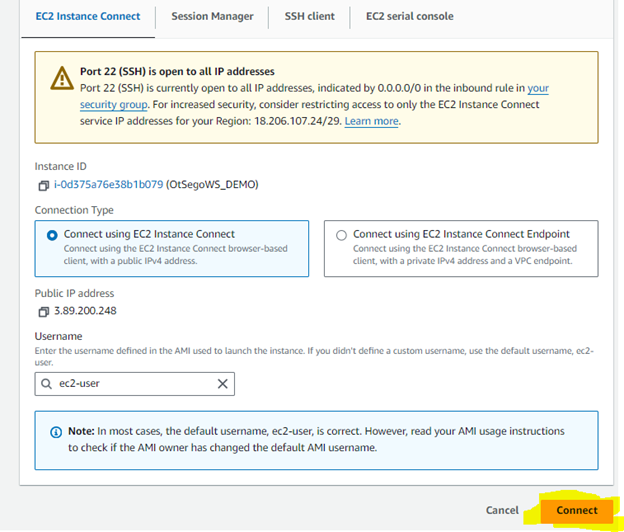 EC2 Instance Connect
Session Manager
SSH client
EC2 serial console
Port 22 (SSH) is open to all IP addresses
Port 22 (SSH) is currently open to all IP addresses, indicated by 0.0.0.0/0 in the inbound rule in your
security group. For increased security, consider restricting access to only the EC2 Instance Connect
service IP addresses for your Region: 18.206.107.24/29. Learn more.
Instance ID
i-0d375a76e38b1b079 (OtSegoWS_DEMO)
Connection Type
Connect using EC2 Instance Connect
Connect using the EC2 Instance Connect browser-based
client, with a public IPv4 address.
Connect using EC2 Instance Connect Endpoint
Connect using the EC2 Instance Connect browser-based
client, with a private IPv4 address and a VPC endpoint.
Public IP address
3.89.200.248
Username
Enter the username defined in the AMI used to launch the instance. If you didn't define a custom username, use the default username, ec2-
user.
ec2-user
Note: In most cases, the default username, ec2-user, is correct. However, read your AMI usage instructions
to check if the AMI owner has changed the default AMI username.
Cancel
Connect